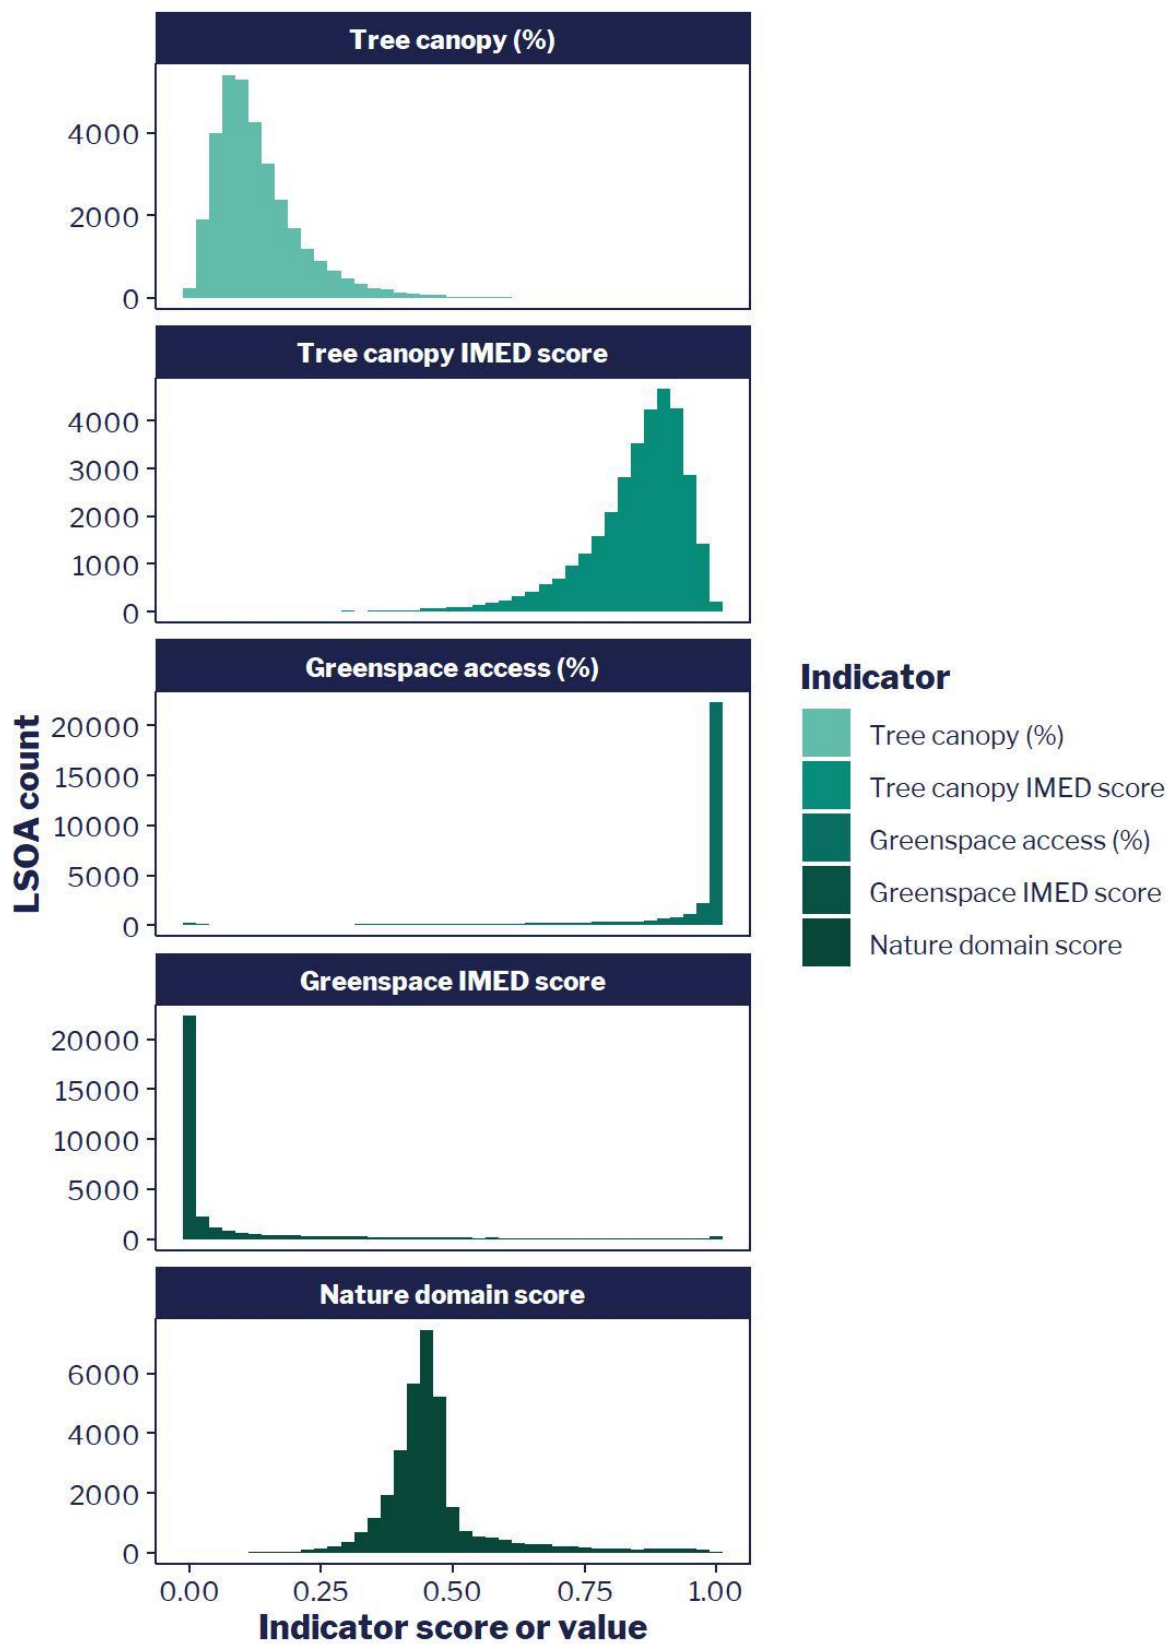 Tree canopy (%)
4000
2000
0
Tree canopy IMED score
4000
3000
2000
1000
0
Greenspace access (%)
20000
15000
10000
5000
0
Greenspace IMED score
20000
15000
10000
5000
0
Nature domain score
6000
4000
2000
0
0.00 0.25 0.50 0.75 1.00
Indicator score or value
LSOA count
Indicator
Tree canopy (%)
Tree canopy IMED score
Greenspace access (%)
Greenspace IMED score
Nature domain score